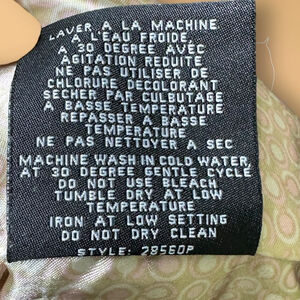 LAVER A LA MACHINE
A L'EAU FROIDE,
A 30 DEGREE AVEC
AGITATION REDUITE
NE PAS UTILISER DE
CHLORURE DECOLORANT
SECHER PAR CULBUTAGE
A BASSE TEMPERATURE
REPASSER A BASSE
TEMPERATURE
NE PAS NETTOYER A SEC
MACHINE WASH IN COLD WATER,
AT 30 DEGREE GENTLE CYCLE
DO NOT USE BLEACH
TUMBLE DRY AT LOW
TEMPERATURE
IRON AT LOW SETTING
DO NOT DRY CLEAN
STYLE: 2856DP